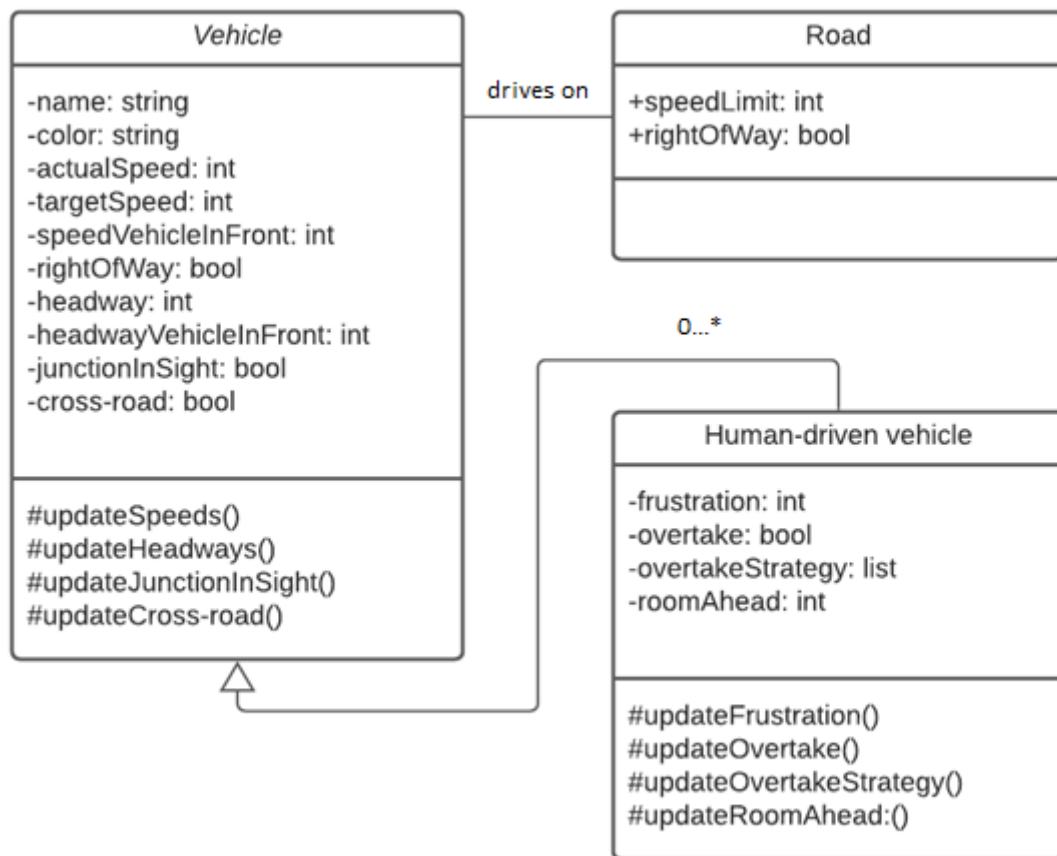 Vehicle
-name: string
-color: string
-actualSpeed: int
-targetSpeed: int
-speedVehicleInFront: int
-rightOfWay: bool
-headway: int
-headwayVehicleInFront: int
-junctionInSight: bool
-cross-road: bool
#updateSpeeds()
#updateHeadways()
#updateJunctionInSight()
#updateCross-road()
drives on
Road
+speedLimit: int
+rightOfWay: bool
0...*
Human-driven vehicle
-frustration: int
-overtake: bool
-overtakeStrategy: list
-roomAhead: int
#updateFrustration()
#updateOvertake()
#updateOvertakeStrategy()
#updateRoomAhead:()